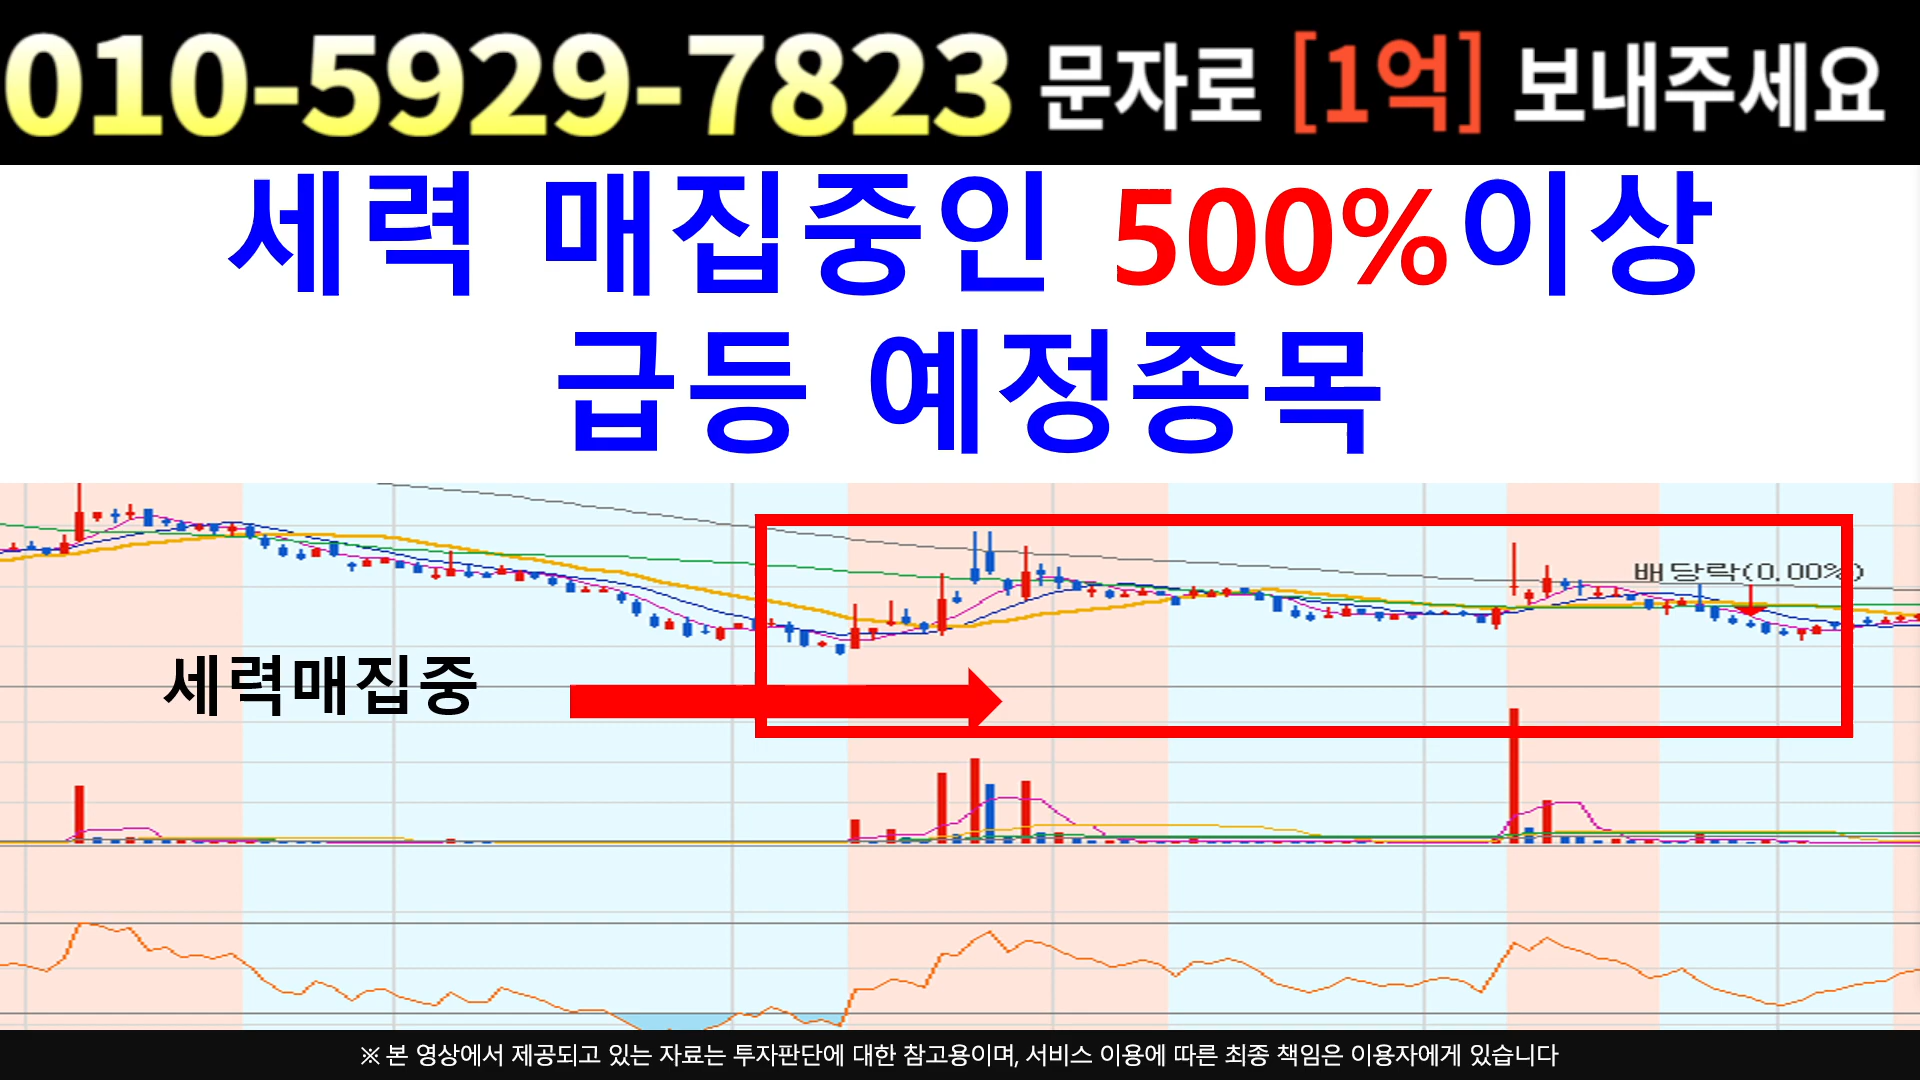 010-5929-7823 문자로 [1억] 보내주세요
세력 매집중인 500%이상
급등 예정종목
배당락(0.00%)
세력매집중
※ 본 영상에서 제공되고 있는 자료는 투자판단에 대한 참고용이며, 서비스 이용에 따른 최종 책임은 이용자에게 있습니다